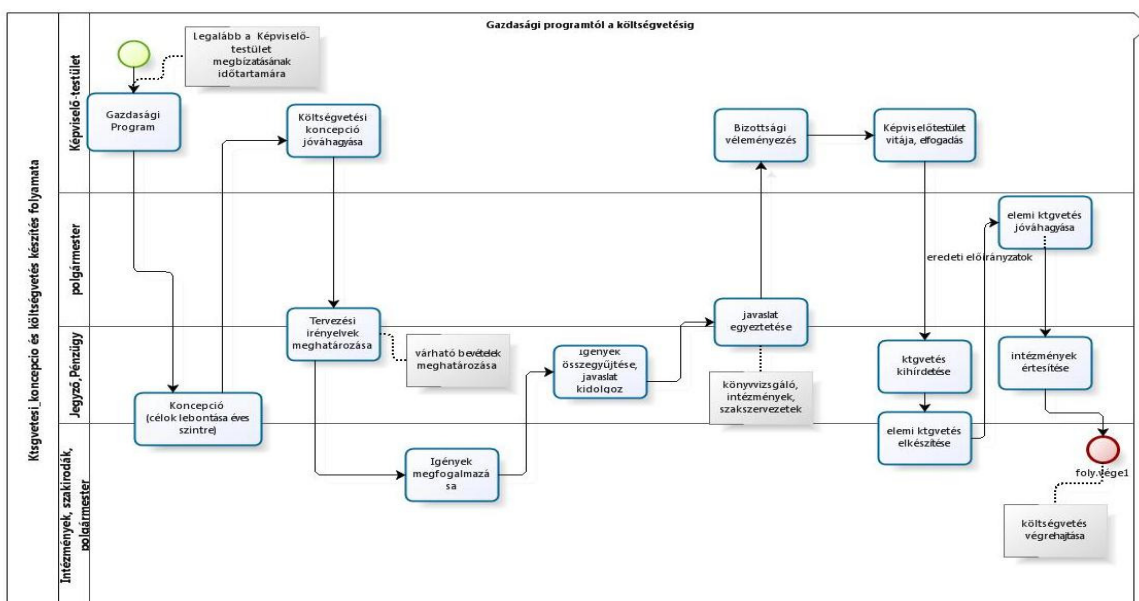 Gazdasági programtól a költségvetésig
Ktsgvetesi_koncepcio és költségvetés készítés folyamata
Képviselő-testület
Legalább a Képviselő-
testület
megbízatásának
időtartamára
Gazdasági
Program
Költségvetési
koncepció
jóváhagyása
Bizottsági
véleményezés
Képviselőtestület
vitája, elfogadás
polgármester
elemi ktgvetés
jóváhagyása
eredeti előirányzatok
Tervezési
irányelvek
meghatározása
javaslat
egyeztetése
Jegyző,Pénzügy
várható bevételek
meghatározása
Igények
összegyűjtése,
javaslat
kidolgoz
könyvvizsgáló,
intézmények,
szakszervezetek
ktgvetés
kihirdetése
intézmények
értesítése
Koncepció
(célok lebontása éves
szintre)
elemi ktgvetés
elkészítése
Intézmények, szakirodák,
polgármester
Igények
megfogalmazá
sa
foly.vége1
költségvetés
végrehajtása